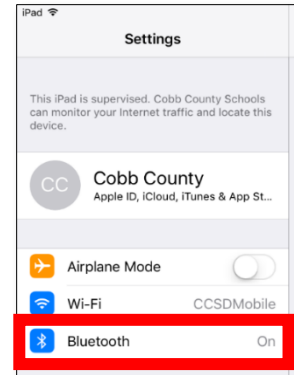 iPad
Settings
This iPad is supervised. Cobb County Schools
can monitor your Internet traffic and locate this
device.
CC
Cobb County
Apple ID, iCloud, iTunes & App St...
Airplane Mode
Wi-Fi CCSDMobile
Bluetooth On